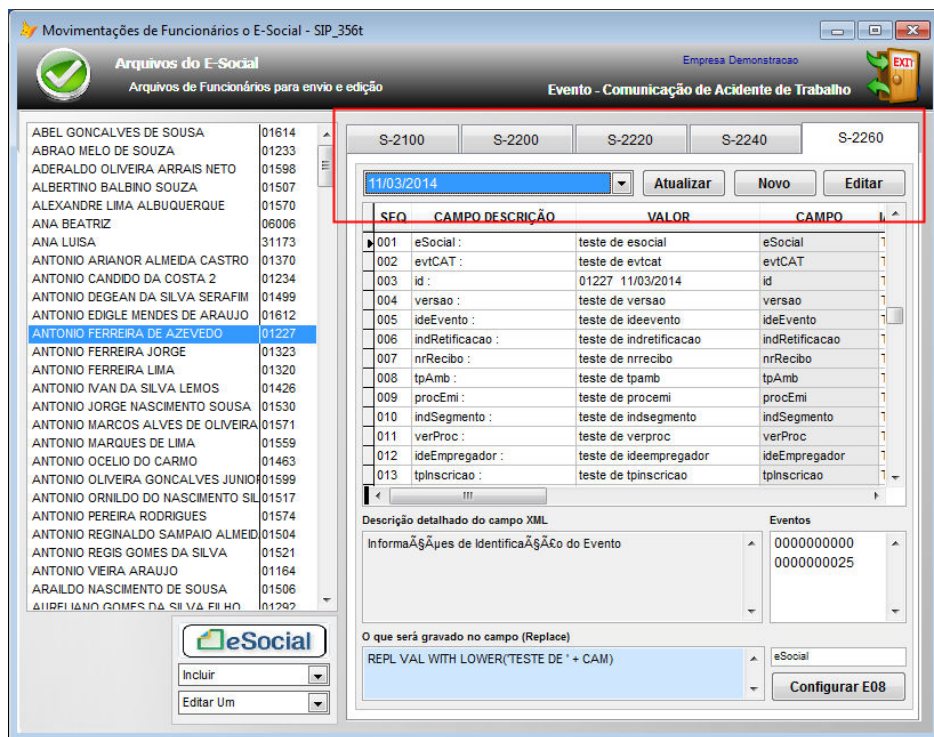 Movimentações de Funcionários o E-Social - SIP_356t
Arquivos do E-Social
Arquivos de Funcionários para envio e edição
Empresa Demonstracao
Evento - Comunicação de Acidente de Trabalho
EXIT
ABEL GONCALVES DE SOUSA 01614
ABRAO MELO DE SOUZA 01233
ADERALDO OLIVEIRA ARRAIS NETO 01598
ALBERTINO BALBINO SOUZA 01507
ALEXANDRE LIMA ALBUQUERQUE 01570
ANA BEATRIZ 06006
ANA LUISA 31173
ANTONIO ARIANOR ALMEIDA CASTRO 01370
ANTONIO CANDIDO DA COSTA 2 01234
ANTONIO DEGEAN DA SILVA SERAFIM 01499
ANTONIO EDIGLE MENDES DE ARAUJO 01612
ANTONIO FERREIRA DE AZEVEDO 01227
ANTONIO FERREIRA JORGE 01323
ANTONIO FERREIRA LIMA 01320
ANTONIO IVAN DA SILVA LEMOS 01426
ANTONIO JORGE NASCIMENTO SOUSA 01530
ANTONIO MARCOS ALVES DE OLIVEIRA 01571
ANTONIO MARQUES DE LIMA 01559
ANTONIO OCELIO DO CARMO 01463
ANTONIO OLIVEIRA GONCALVES JUNIOR 01599
ANTONIO ORNILDO DO NASCIMENTO SIL 01517
ANTONIO PEREIRA RODRIGUES 01574
ANTONIO REGINALDO SAMPAIO ALMEID 01504
ANTONIO REGIS GOMES DA SILVA 01521
ANTONIO VIEIRA ARAUJO 01164
ARAILDO NASCIMENTO DE SOUSA 01506
AURELIANO GOMES DA SILVA FILHO 01292
eSocial
Incluir
Editar Um
S-2100 S-2200 S-2220 S-2240 S-2260
11/03/2014 Atualizar Novo Editar
SEQ CAMPO DESCRIÇÃO VALOR CAMPO
001 eSocial : teste de esocial eSocial
002 evtCAT : teste de evtcat evtCAT
003 id : 01227 11/03/2014 id
004 versao : teste de versao versao
005 ideEvento : teste de ideevento ideEvento
006 indRetificacao : teste de indretificacao indRetificacao
007 nrRecibo : teste de nrrecibo nrRecibo
008 tpAmb : teste de tpamb tpAmb
009 procEmi : teste de procemi procEmi
010 indSegmento : teste de indsegmento indSegmento
011 verProc : teste de verproc verProc
012 ideEmpregador : teste de ideempregador ideEmpregador
013 tpInscricao : teste de tpinscricao tpInscricao
Descrição detalhado do campo XML
InformaÃ§Ãµes de IdentificaÃ§Ã£o do Evento
Eventos
0000000000
0000000025
O que será gravado no campo (Replace)
REPL VAL WITH LOWER('TESTE DE ' + CAM)
eSocial
Configurar E08